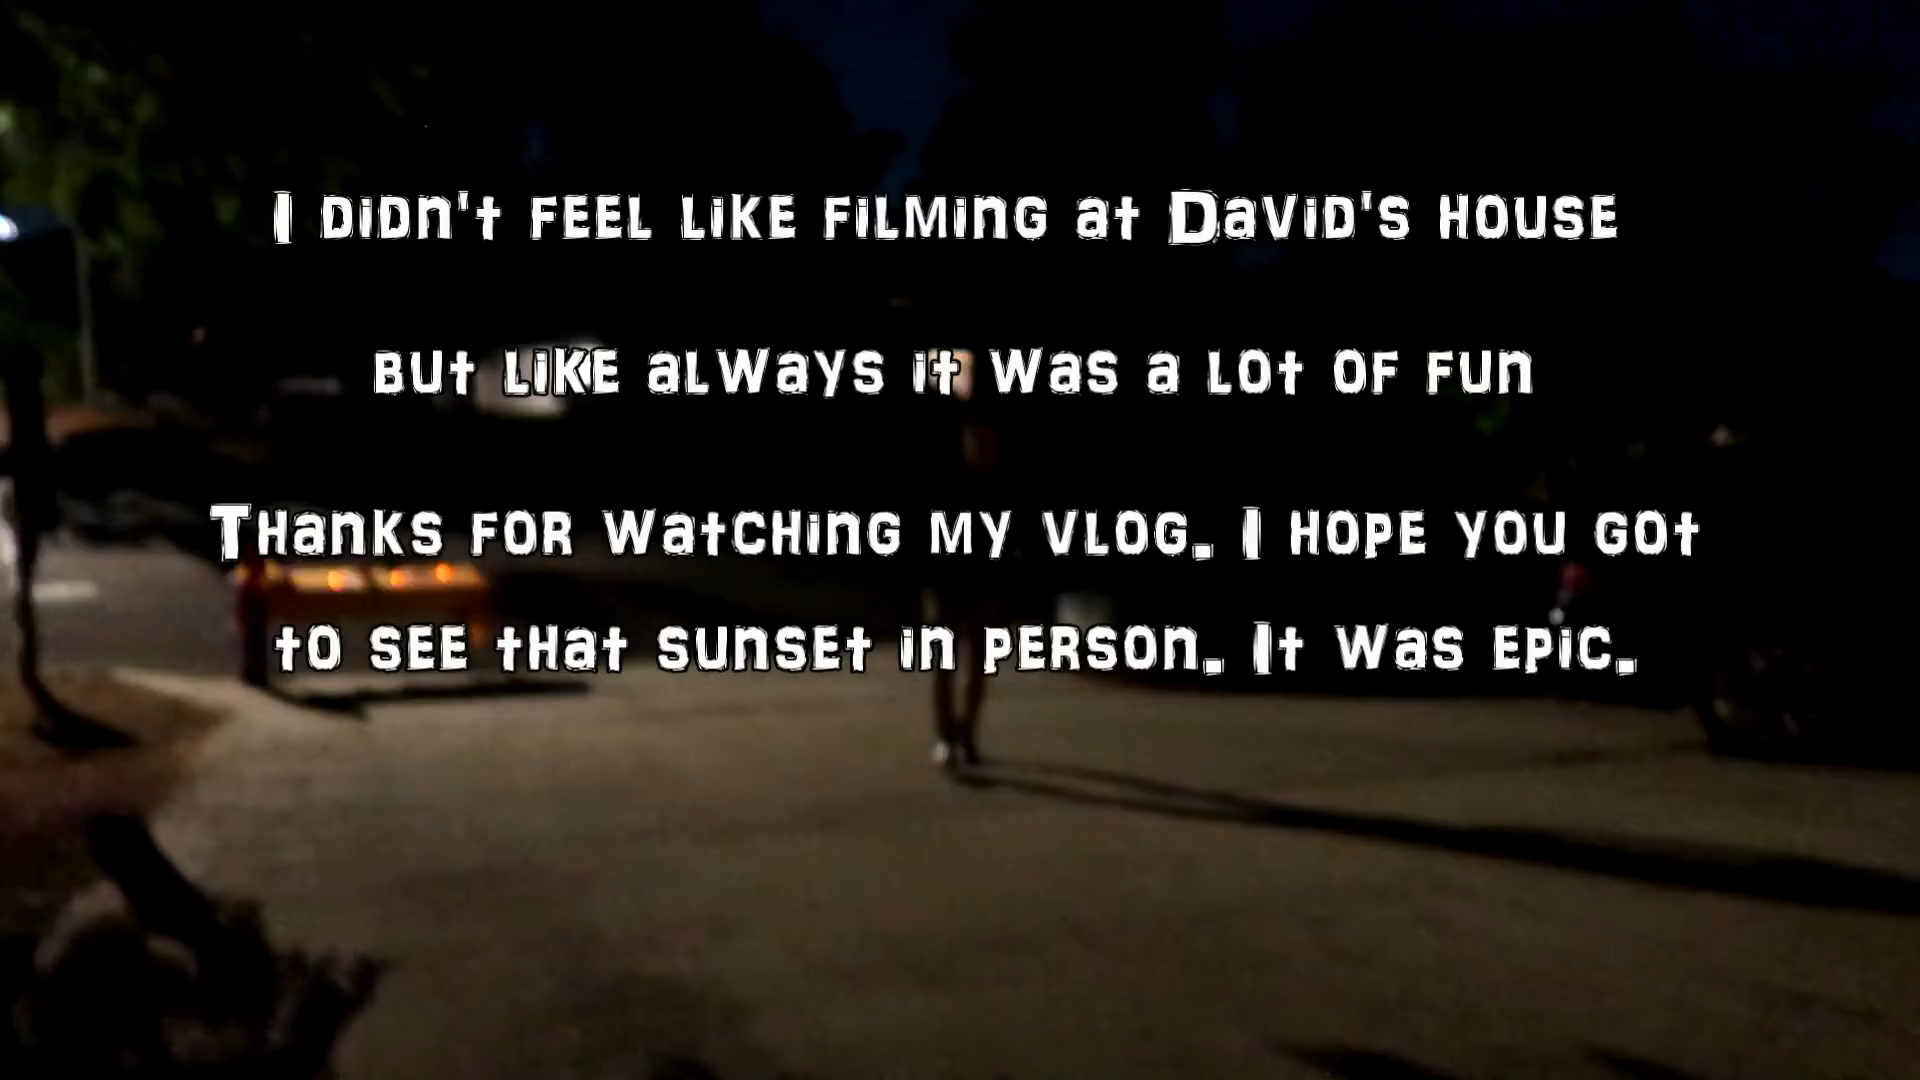 I didn't feel like filming at David's house
but like always it was a lot of fun
Thanks for watching my vlog. I hope you got
to see that sunset in person. It was epic.